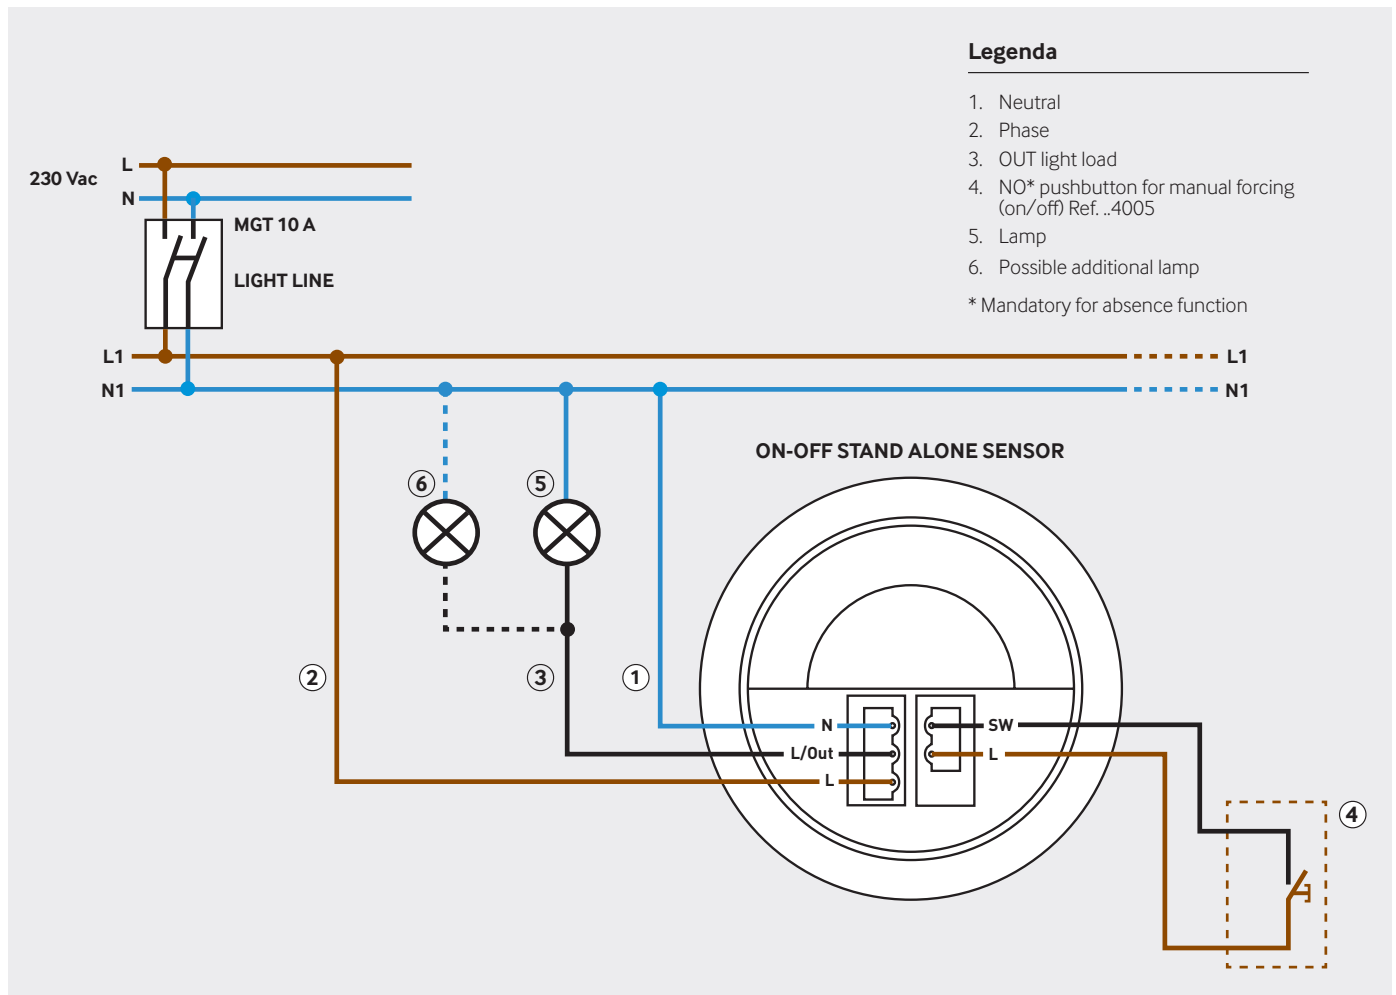 Legenda
1. Neutral
2. Phase
3. OUT light load
4. NO* pushbutton for manual forcing
(on/off) Ref. ..4005
5. Lamp
6. Possible additional lamp
* Mandatory for absence function
230 Vac
L
N
MGT 10 A
LIGHT LINE
L1
L1
N1
N1
ON-OFF STAND ALONE SENSOR
6
5
2
3
1
N
SW
L/Out
L
L
4